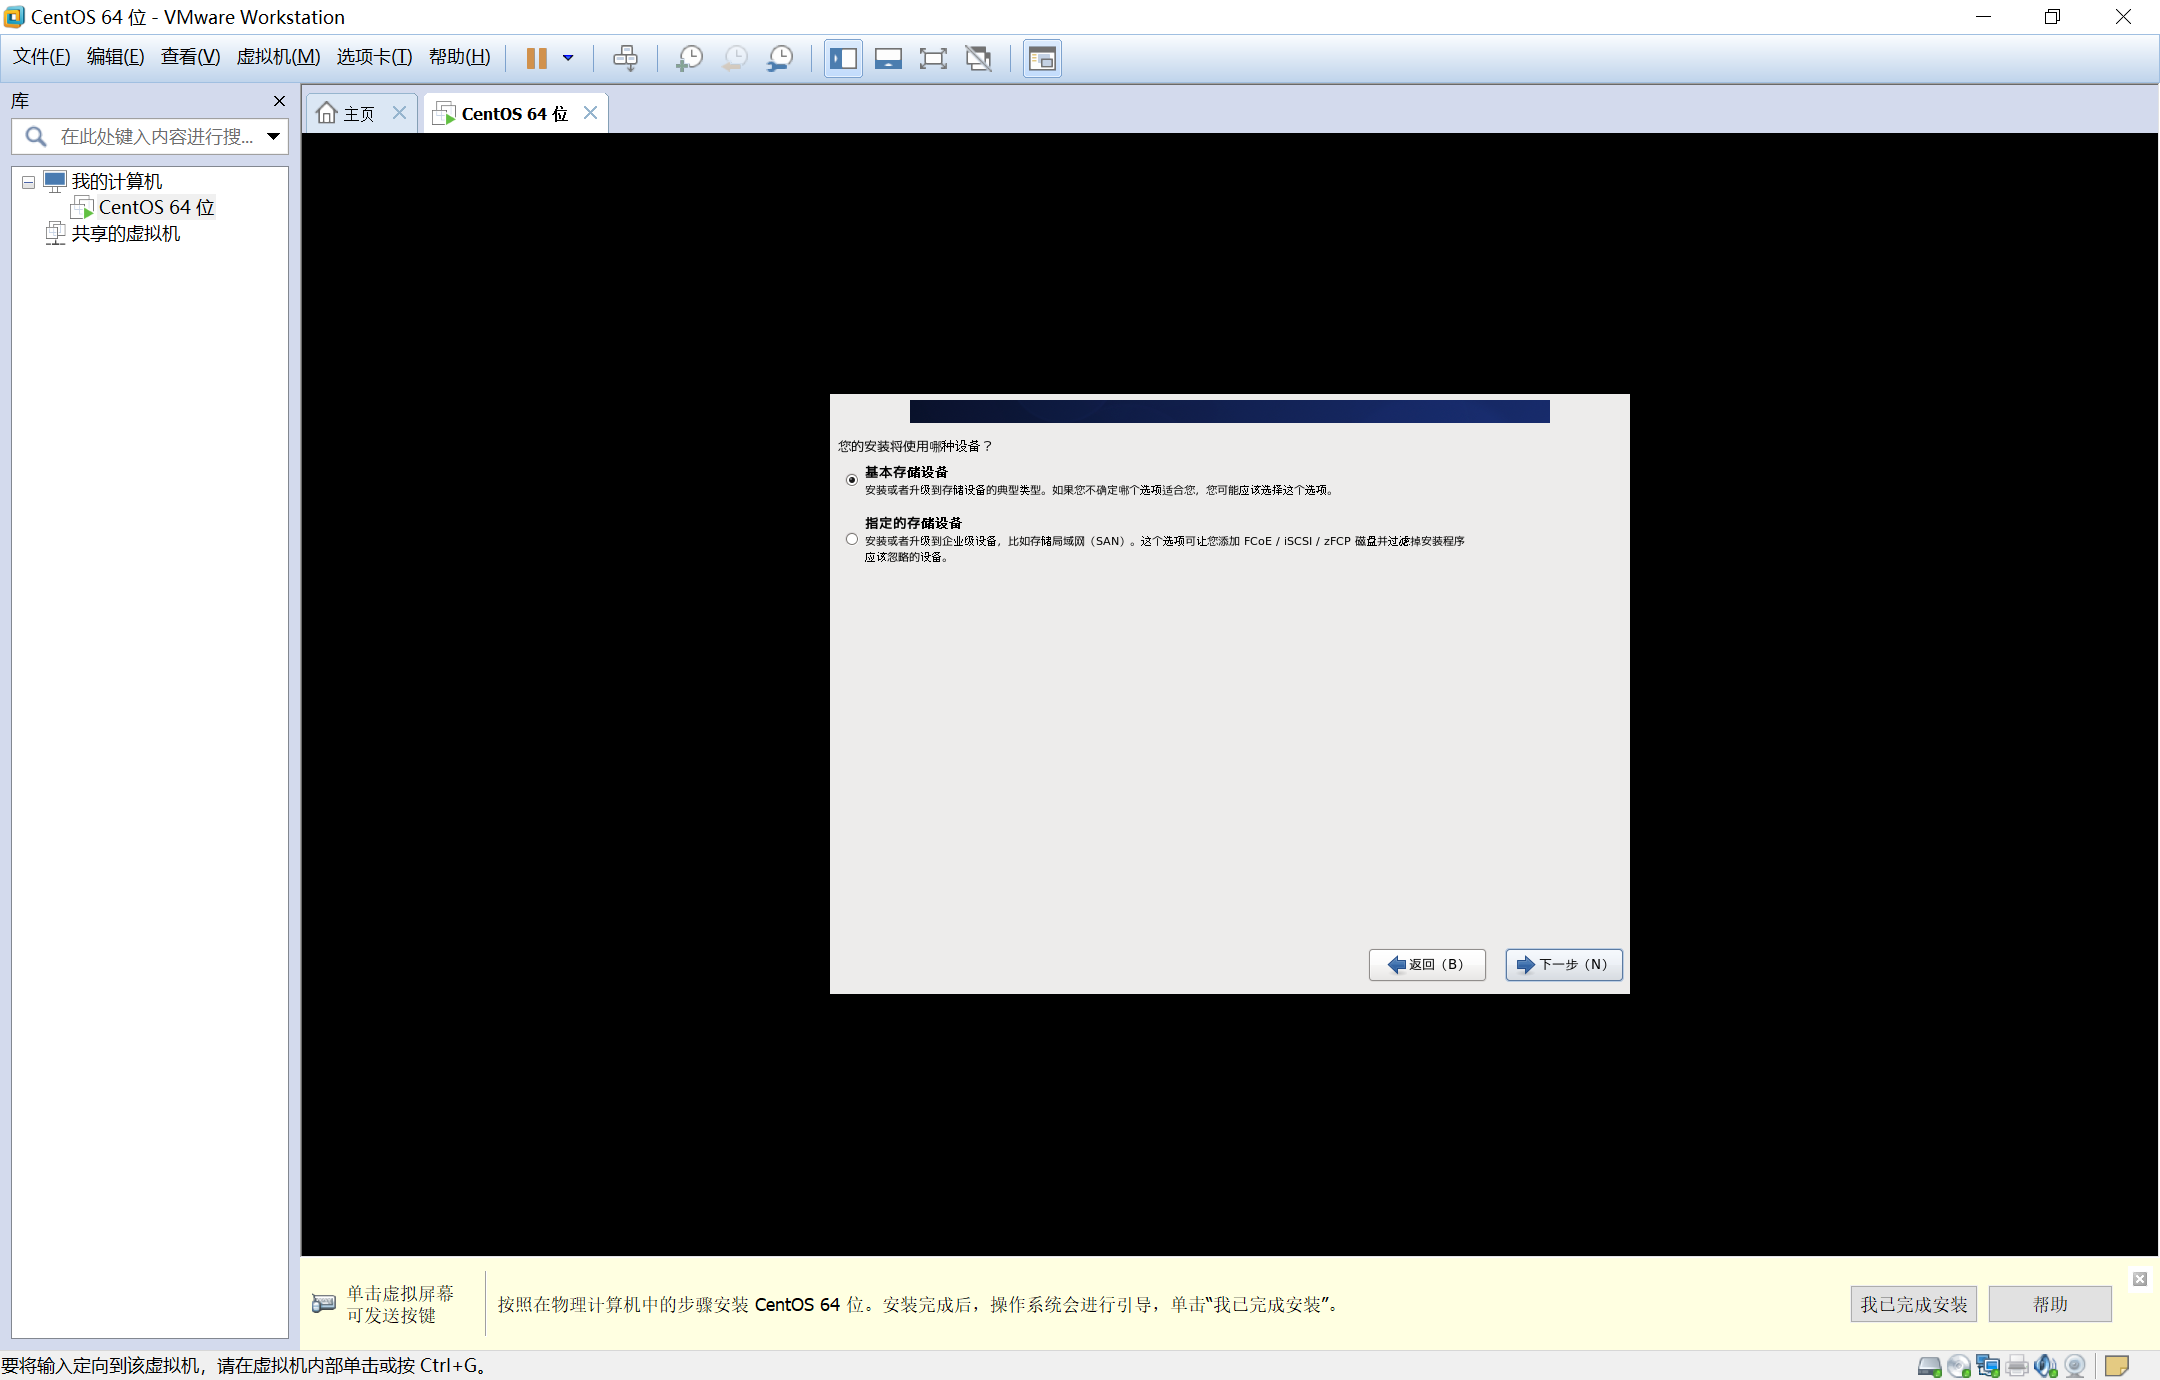 CentOS 64 位 - VMware Workstation
文件(F) 编辑(E) 查看(V) 虚拟机(M) 选项卡(T) 帮助(H)
库
在此处键入内容进行搜...
我的计算机
CentOS 64 位
共享的虚拟机
主页
CentOS 64 位
您的安装将使用哪种设备？
基本存储设备
安装或者升级到存储设备的典型类型。如果您不确定哪个选项适合您，您可能应该选择这个选项。
指定的存储设备
安装或者升级到企业级设备，比如存储局域网（SAN）。这个选项可让您添加 FCoE / iSCSI / zFCP 磁盘并过滤掉安装程序
应该忽略的设备。
返回（B）
下一步（N）
单击虚拟屏幕
可发送按键
按照在物理计算机中的步骤安装 CentOS 64 位。安装完成后，操作系统会进行引导，单击“我已完成安装”。
我已完成安装
帮助
要将输入定向到该虚拟机，请在虚拟机内部单击或按 Ctrl+G。